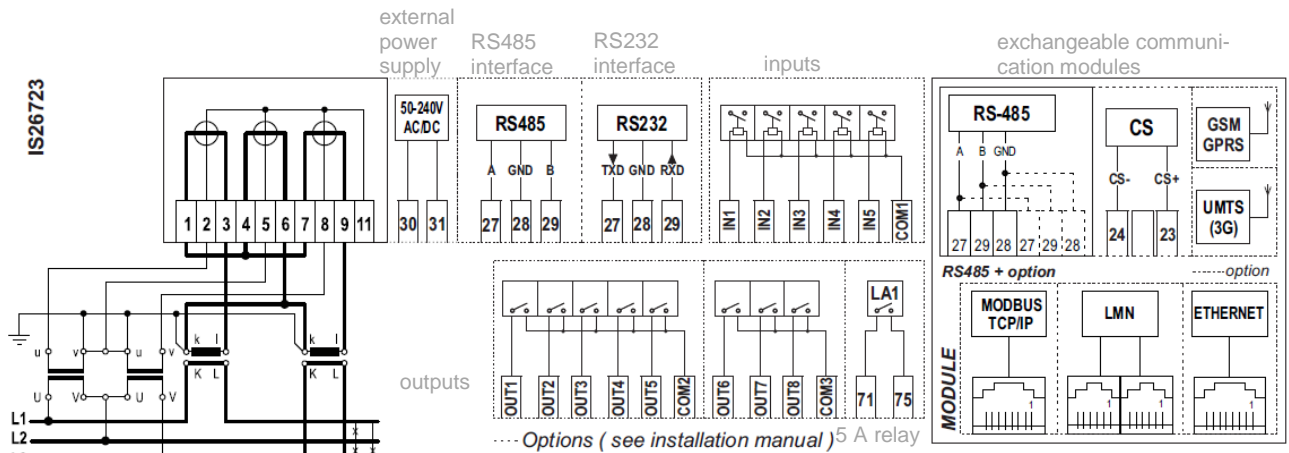 IS26723
external
power
supply
RS485
interface
RS232
interface
inputs
exchangeable communi-
cation modules
50-240V
AC/DC
RS485
A GND B
RS232
TXD GND RXD
1 2 3 4 5 6 7 8 9 11
30 31
27 28 29
27 28 29
IN1 IN2 IN3 IN4 IN5 COM1
RS-485
A B GND
27 29 28 27 29 28
CS
CS- CS+
24 23
GSM
GPRS
UMTS
(3G)
RS485 + option
-----option
k l k l
u v u v
K L K L
U V U V
L1
L2
outputs
OUT1 OUT2 OUT3 OUT4 OUT5 COM2
OUT6 OUT7 OUT8 COM3
LA1
71 75
5 A relay
---- Options ( see installation manual )
MODULE
MODBUS
TCP/IP
1
LMN
1 1
ETHERNET
1